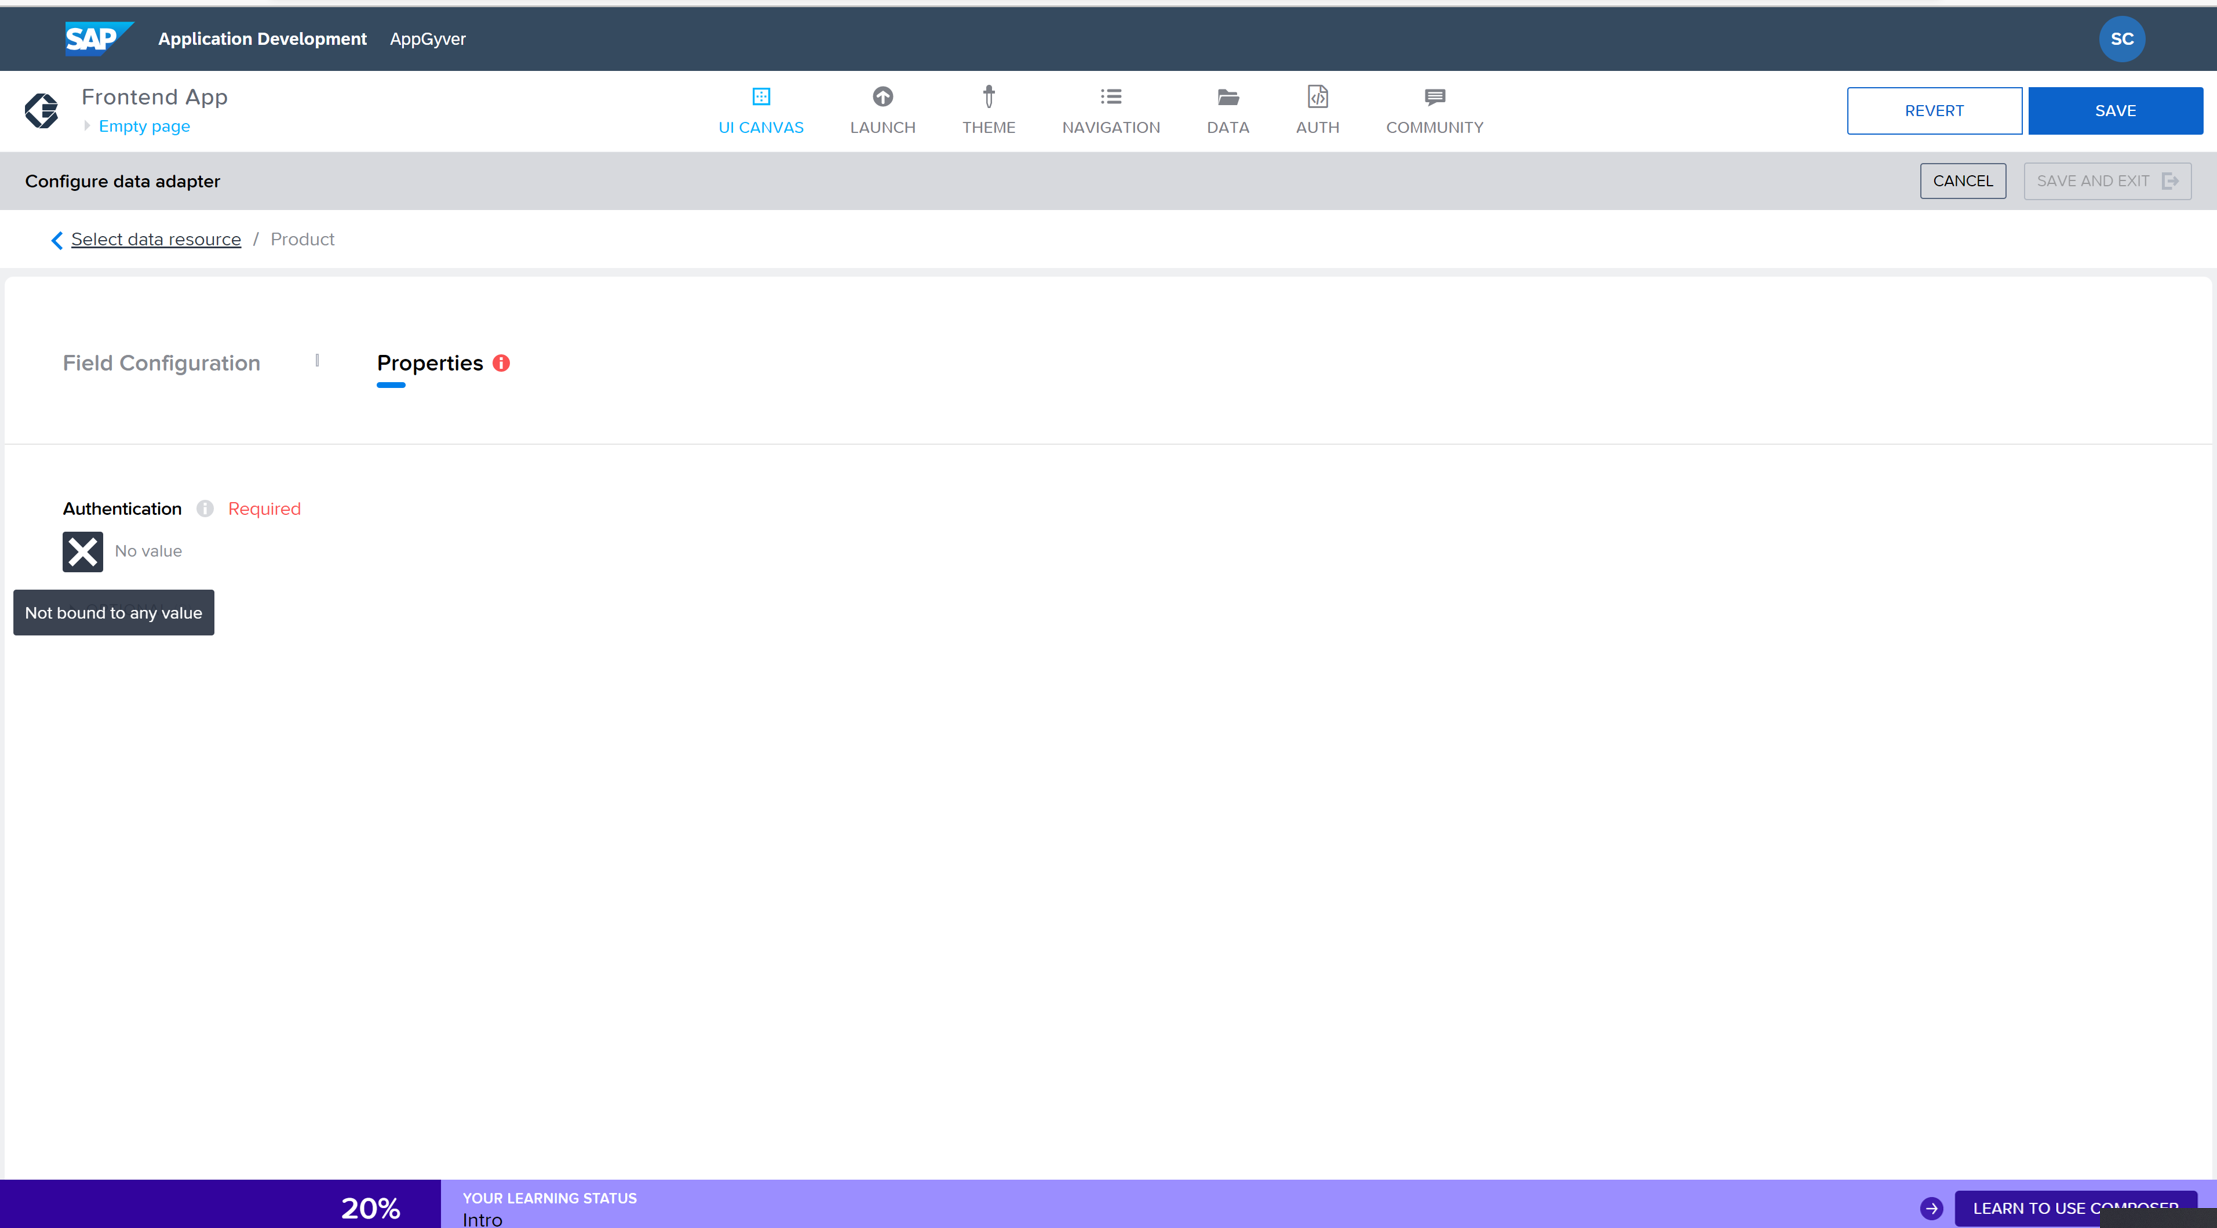 SAP Application Development AppGyver SC
Frontend App
Empty page
UI CANVAS LAUNCH THEME NAVIGATION DATA AUTH COMMUNITY
REVERT SAVE
Configure data adapter CANCEL SAVE AND EXIT
Select data resource / Product
Field Configuration Properties
Authentication Required
No value
Not bound to any value
20% YOUR LEARNING STATUS
Intro
LEARN TO USE COMPOSER